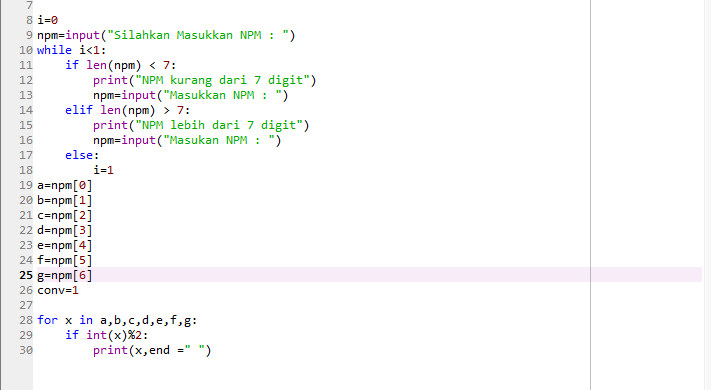 7
8 i=0
9 npm=input("Silahkan Masukkan NPM : ")
10 while i<1:
11     if len(npm) < 7:
12         print("NPM kurang dari 7 digit")
13         npm=input("Masukkan NPM : ")
14     elif len(npm) > 7:
15         print("NPM lebih dari 7 digit")
16         npm=input("Masukan NPM : ")
17     else:
18         i=1
19 a=npm[0]
20 b=npm[1]
21 c=npm[2]
22 d=npm[3]
23 e=npm[4]
24 f=npm[5]
25 g=npm[6]
26 conv=1
27
28 for x in a,b,c,d,e,f,g:
29     if int(x)%2:
30         print(x,end =" ")